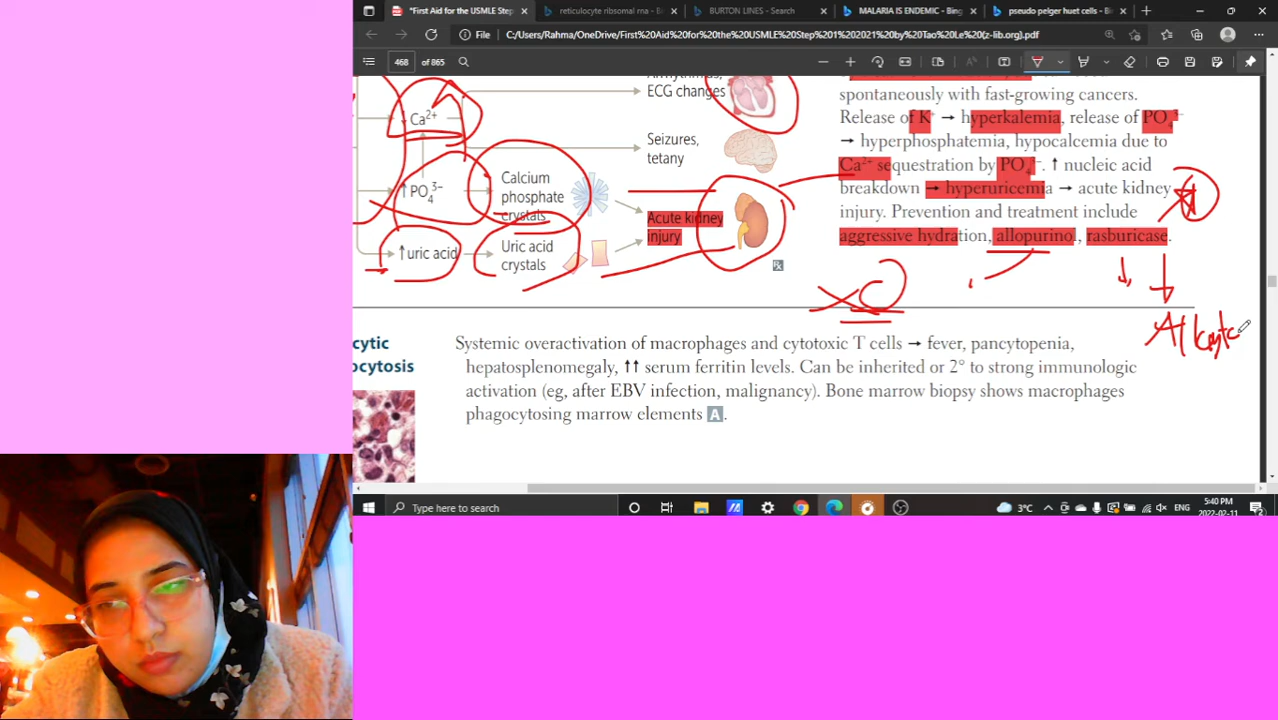 "First Aid for the USMLE Step
reticulocyte ribsomal rna - B
BURTON LINES - Search
MALARIA IS ENDEMIC - Bing
pseudo pelger huet cells - Bi
File
C:/Users/Rahma/OneDrive/First%20Aid%20for%20the%20USMLE%20Step%201%202021%20by%20Tao%20Le%20(z-lib.org).pdf
468 of 865
ECG changes
Ca2+
Seizures,
tetany
↑ PO₄³⁻
Calcium
phosphate
crystals
Acute kidney
injury
↑ uric acid
Uric acid
crystals
Rx
spontaneously with fast-growing cancers.
Release of K+ → hyperkalemia, release of PO₄³⁻
→ hyperphosphatemia, hypocalcemia due to
Ca2+ sequestration by PO₄³⁻. ↑ nucleic acid
breakdown → hyperuricemia → acute kidney
injury. Prevention and treatment include
aggressive hydration, allopurinol, rasburicase.
XO
cytic
ocytosis
Systemic overactivation of macrophages and cytotoxic T cells → fever, pancytopenia,
hepatosplenomegaly, ↑↑ serum ferritin levels. Can be inherited or 2° to strong immunologic
activation (eg, after EBV infection, malignancy). Bone marrow biopsy shows macrophages
phagocytosing marrow elements A.
Type here to search
3°C
ENG
5:40 PM
2022-02-11